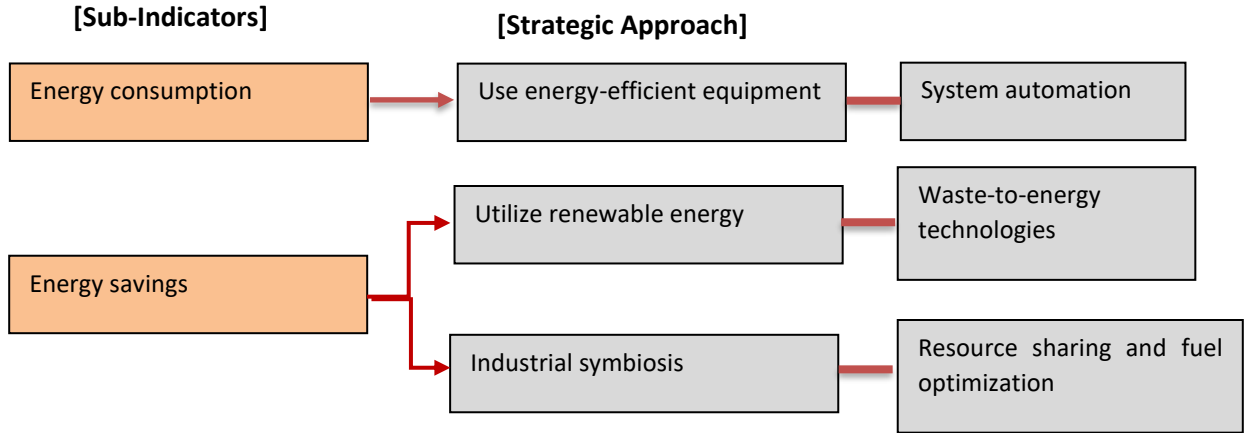 [Sub-Indicators]
[Strategic Approach]
Energy consumption
Use energy-efficient equipment
System automation
Energy savings
Utilize renewable energy
Waste-to-energy
technologies
Industrial symbiosis
Resource sharing and fuel
optimization